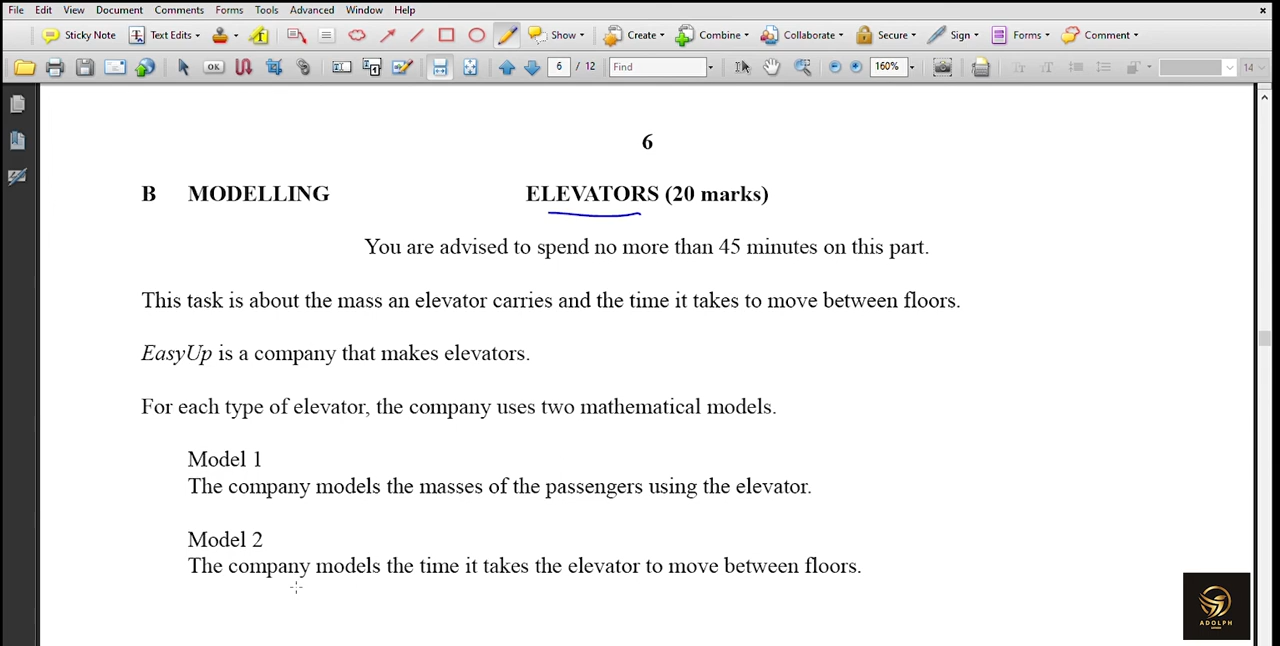 File Edit View Document Comments Forms Tools Advanced Window Help
Sticky Note Text Edits Show Create Combine Collaborate Secure Sign Forms Comment
OK 6 / 12 Find 160% 14
6
B MODELLING ELEVATORS (20 marks)
You are advised to spend no more than 45 minutes on this part.
This task is about the mass an elevator carries and the time it takes to move between floors.
EasyUp is a company that makes elevators.
For each type of elevator, the company uses two mathematical models.
Model 1
The company models the masses of the passengers using the elevator.
Model 2
The company models the time it takes the elevator to move between floors.
ADOLPH